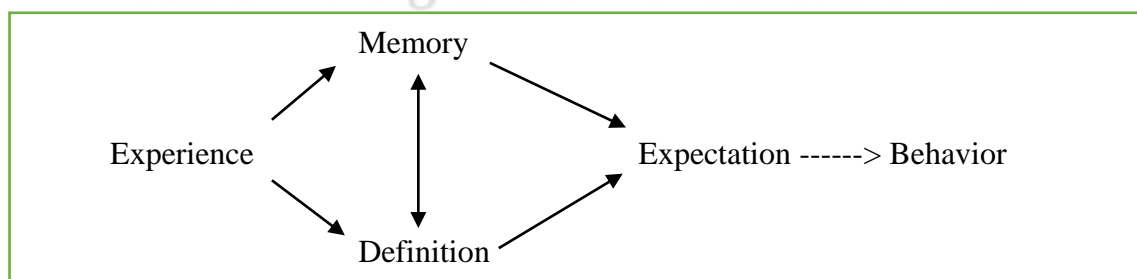 Memory
Experience
Expectation ------> Behavior
Definition